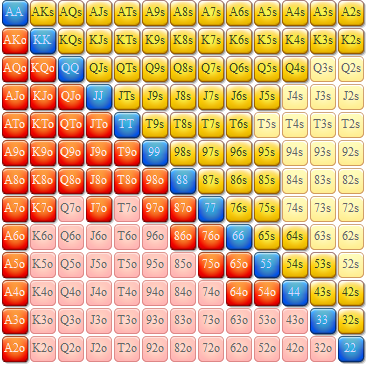 AA AKs AQs AJs ATs A9s A8s A7s A6s A5s A4s A3s A2s
AKo KK KQs KJs KTs K9s K8s K7s K6s K5s K4s K3s K2s
AQo KQo QQ QJs QTs Q9s Q8s Q7s Q6s Q5s Q4s Q3s Q2s
AJo KJo QJo JJ JTs J9s J8s J7s J6s J5s J4s J3s J2s
ATo KTo QTo JTo TT T9s T8s T7s T6s T5s T4s T3s T2s
A9o K9o Q9o J9o T9o 99 98s 97s 96s 95s 94s 93s 92s
A8o K8o Q8o J8o T8o 98o 88 87s 86s 85s 84s 83s 82s
A7o K7o Q7o J7o T7o 97o 87o 77 76s 75s 74s 73s 72s
A6o K6o Q6o J6o T6o 96o 86o 76o 66 65s 64s 63s 62s
A5o K5o Q5o J5o T5o 95o 85o 75o 65o 55 54s 53s 52s
A4o K4o Q4o J4o T4o 94o 84o 74o 64o 54o 44 43s 42s
A3o K3o Q3o J3o T3o 93o 83o 73o 63o 53o 43o 33 32s
A2o K2o Q2o J2o T2o 92o 82o 72o 62o 52o 42o 32o 22